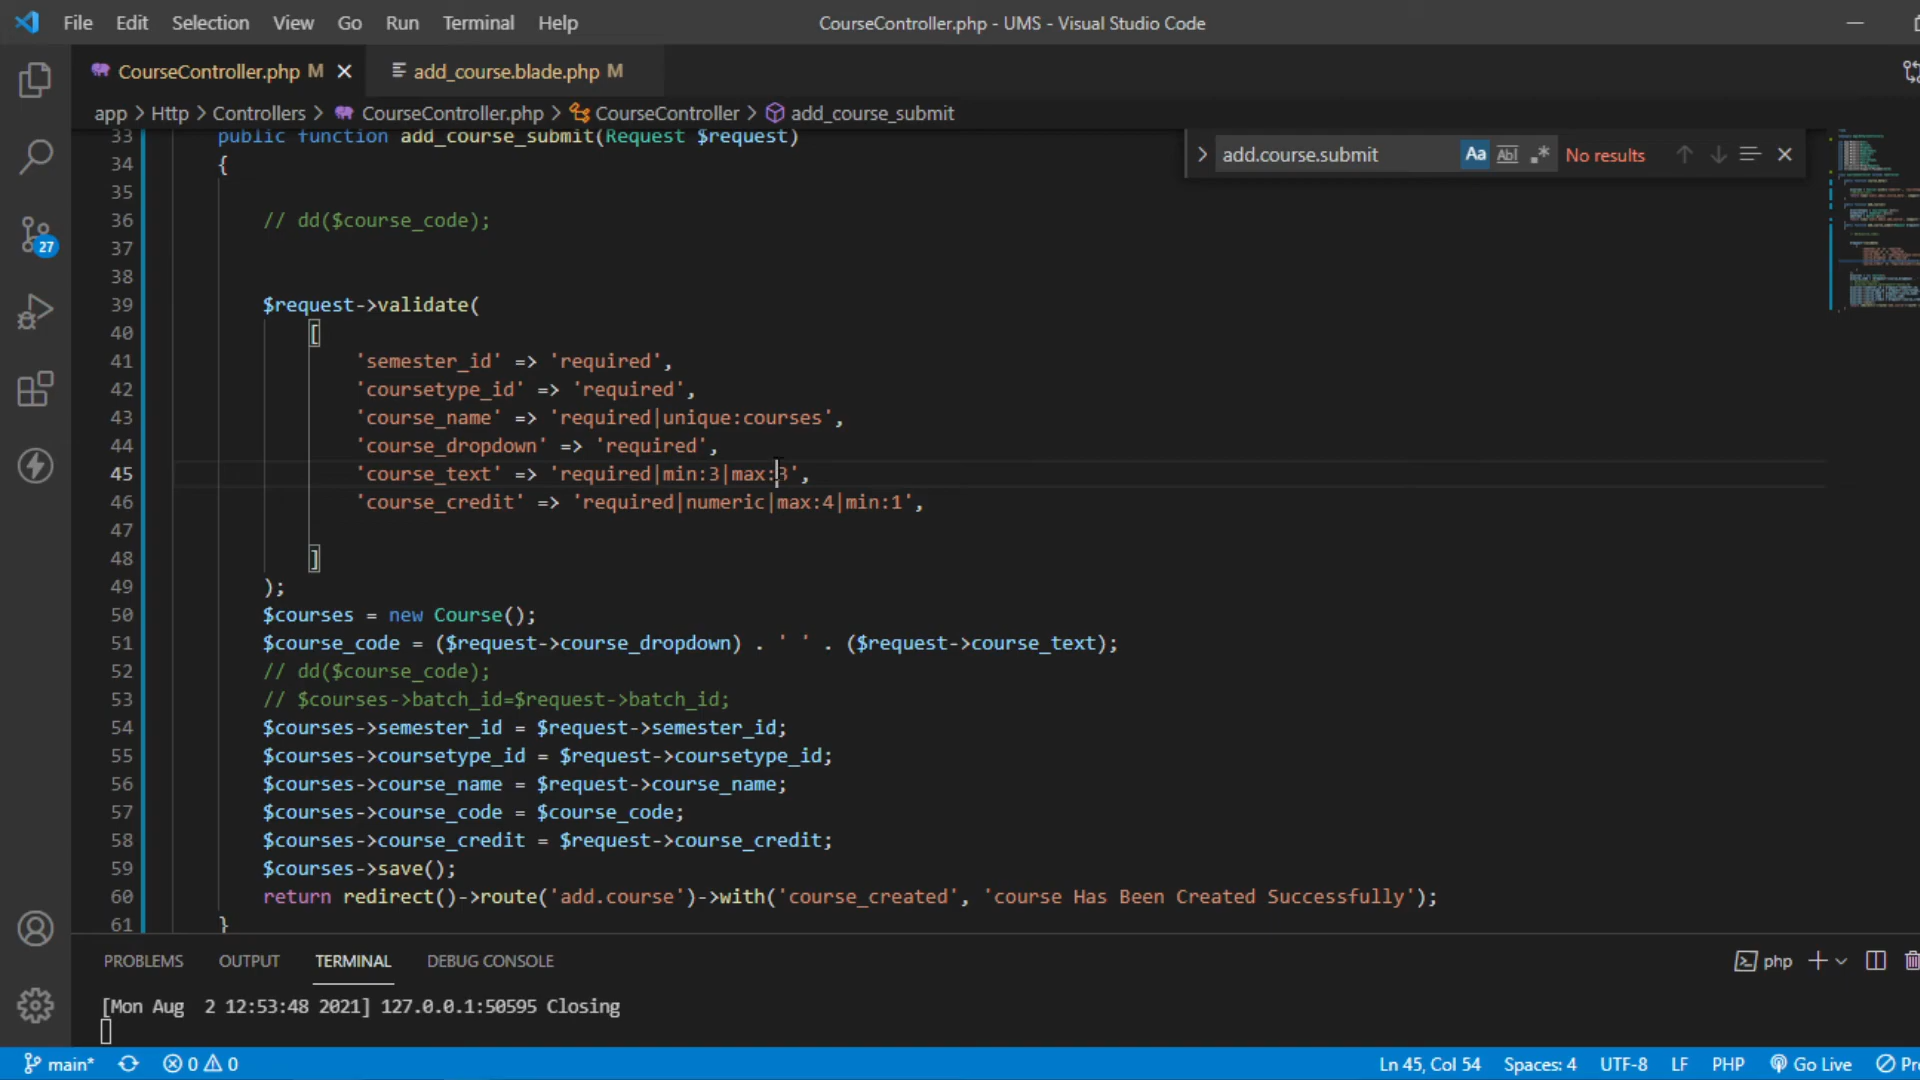 File Edit Selection View Go Run Terminal Help
CourseController.php - UMS - Visual Studio Code
CourseController.php M
add_course.blade.php M
app > Http > Controllers > CourseController.php > CourseController > add_course_submit
add.course.submit Aa Abl .* No results
33 public function add_course_submit(Request $request)
34 {
35
36 // dd($course_code);
37
38
39 $request->validate(
40 [
41 'semester_id' => 'required',
42 'coursetype_id' => 'required',
43 'course_name' => 'required|unique:courses',
44 'course_dropdown' => 'required',
45 'course_text' => 'required|min:3|max:3',
46 'course_credit' => 'required|numeric|max:4|min:1',
47
48 ]
49 );
50 $courses = new Course();
51 $course_code = ($request->course_dropdown) . ' ' . ($request->course_text);
52 // dd($course_code);
53 // $courses->batch_id=$request->batch_id;
54 $courses->semester_id = $request->semester_id;
55 $courses->coursetype_id = $request->coursetype_id;
56 $courses->course_name = $request->course_name;
57 $courses->course_code = $course_code;
58 $courses->course_credit = $request->course_credit;
59 $courses->save();
60 return redirect()->route('add.course')->with('course_created', 'course Has Been Created Successfully');
61 }
27
PROBLEMS OUTPUT TERMINAL DEBUG CONSOLE
php
[Mon Aug  2 12:53:48 2021] 127.0.0.1:50595 Closing
main* 0 0
Ln 45, Col 54 Spaces: 4 UTF-8 LF PHP Go Live